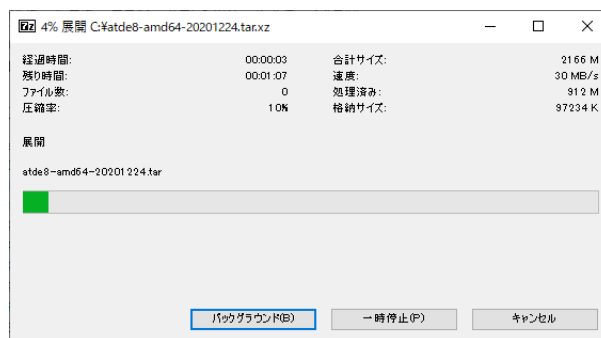 7z 4% 展開 C:¥atde8-amd64-20201224.tar.xz
経過時間: 00:00:03 合計サイズ: 2166 M
残り時間: 00:01:07 速度: 30 MB/s
ファイル数: 0 処理済み: 912 M
圧縮率: 10% 格納サイズ: 97234 K
展開
atde8-amd64-20201224.tar
バックグラウンド(B) 一時停止(P) キャンセル